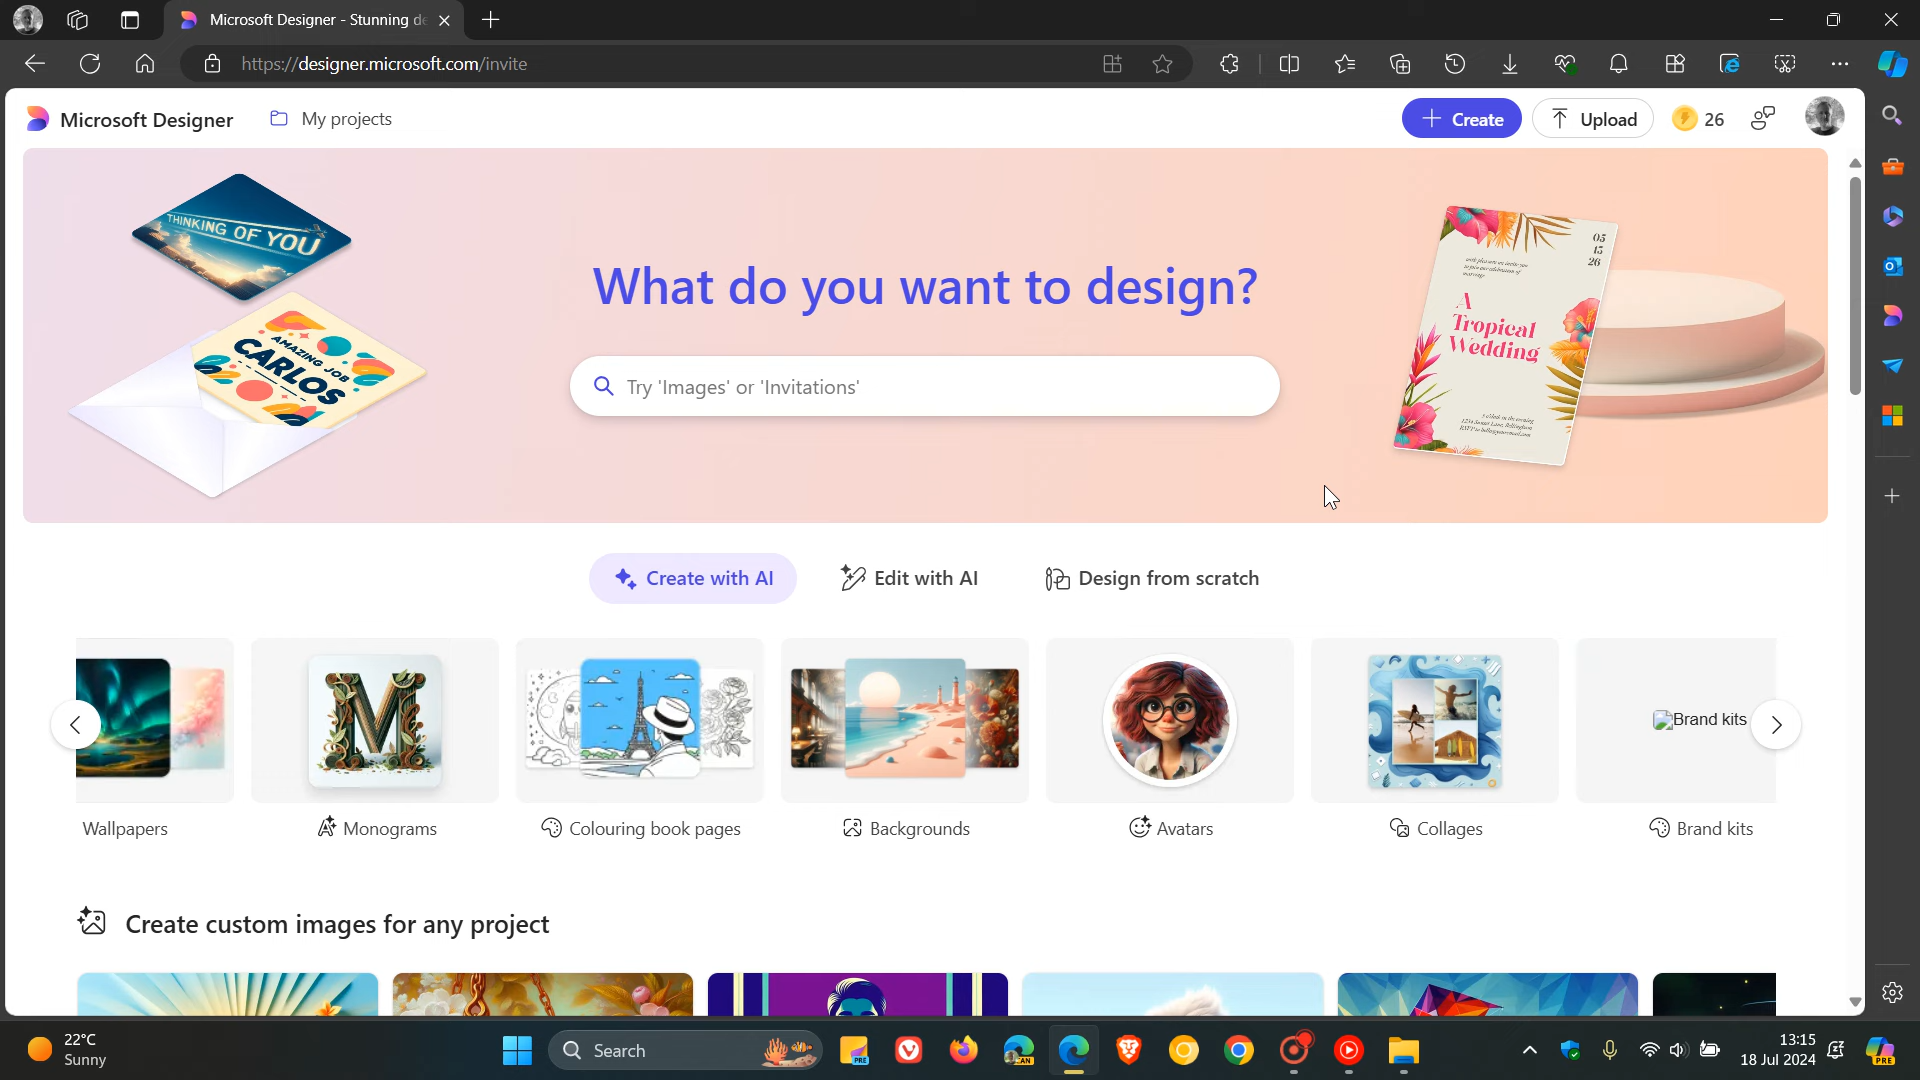 Microsoft Designer - Stunning de
https://designer.microsoft.com/invite
Microsoft Designer
My projects
Create
Upload
26
THINKING OF YOU
AMAZING JOB
CARLOS
What do you want to design?
Try 'Images' or 'Invitations'
05
15
26
A
Tropical
Wedding
Create with AI
Edit with AI
Design from scratch
M
Brand kits
Wallpapers
Monograms
Colouring book pages
Backgrounds
Avatars
Collages
Brand kits
Create custom images for any project
22°C
Sunny
Search
PRE
CAN
13:15
18 Jul 2024
PRE